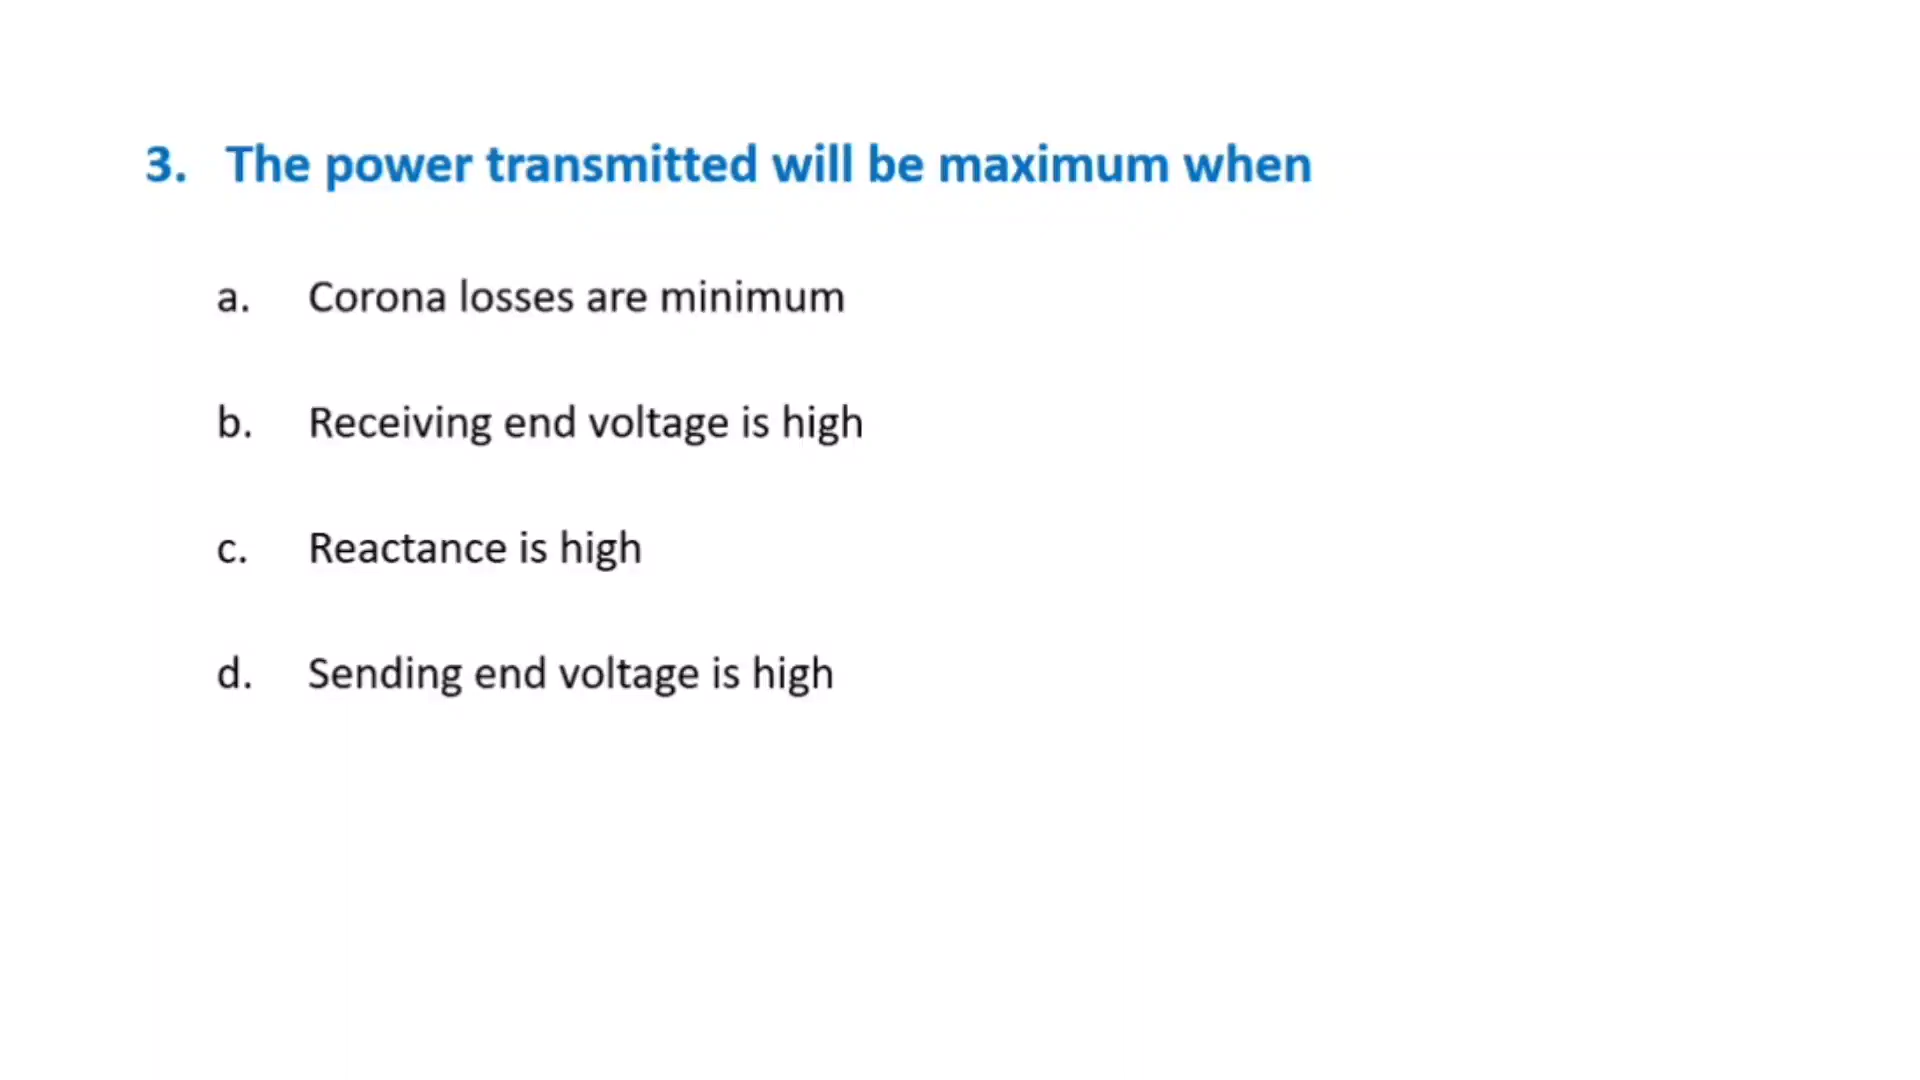 3. The power transmitted will be maximum when
a. Corona losses are minimum
b. Receiving end voltage is high
c. Reactance is high
d. Sending end voltage is high